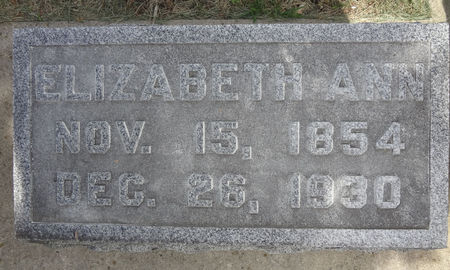 ELIZABETH ANN
NOV. 15, 1854
DEC. 26, 1930